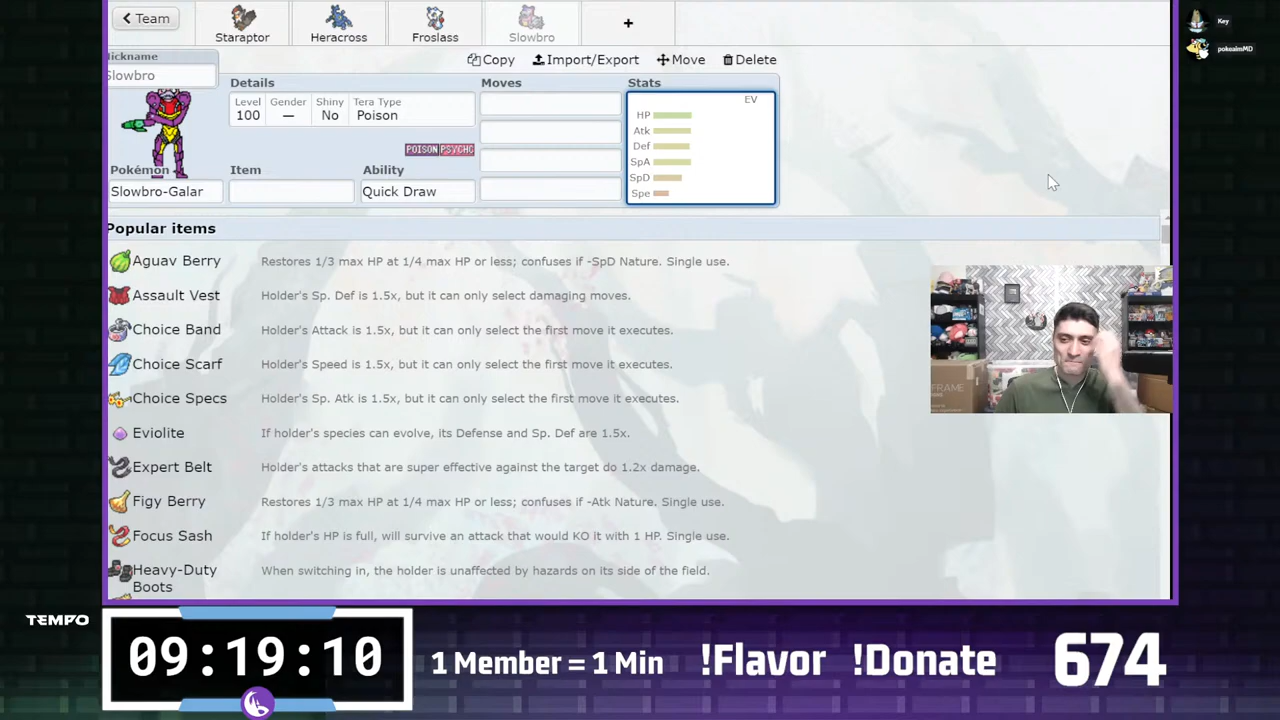 Team
Staraptor
Heracross
Froslass
Slowbro
+
Key
pokeaimMD
Nickname
Slowbro
Copy
Import/Export
Move
Delete
Details
Moves
Stats
Level
Gender
Shiny
Tera Type
100
—
No
Poison
EV
HP
Atk
Def
SpA
SpD
Spe
POISON PSYCHC
Pokémon
Item
Ability
Slowbro-Galar
Quick Draw
Popular items
Aguav Berry Restores 1/3 max HP at 1/4 max HP or less; confuses if -SpD Nature. Single use.
Assault Vest Holder's Sp. Def is 1.5x, but it can only select damaging moves.
Choice Band Holder's Attack is 1.5x, but it can only select the first move it executes.
Choice Scarf Holder's Speed is 1.5x, but it can only select the first move it executes.
Choice Specs Holder's Sp. Atk is 1.5x, but it can only select the first move it executes.
Eviolite If holder's species can evolve, its Defense and Sp. Def are 1.5x.
Expert Belt Holder's attacks that are super effective against the target do 1.2x damage.
Figy Berry Restores 1/3 max HP at 1/4 max HP or less; confuses if -Atk Nature. Single use.
Focus Sash If holder's HP is full, will survive an attack that would KO it with 1 HP. Single use.
Heavy-Duty Boots When switching in, the holder is unaffected by hazards on its side of the field.
FRAME
TEMPO
09:19:10
1 Member = 1 Min
!Flavor
!Donate
674